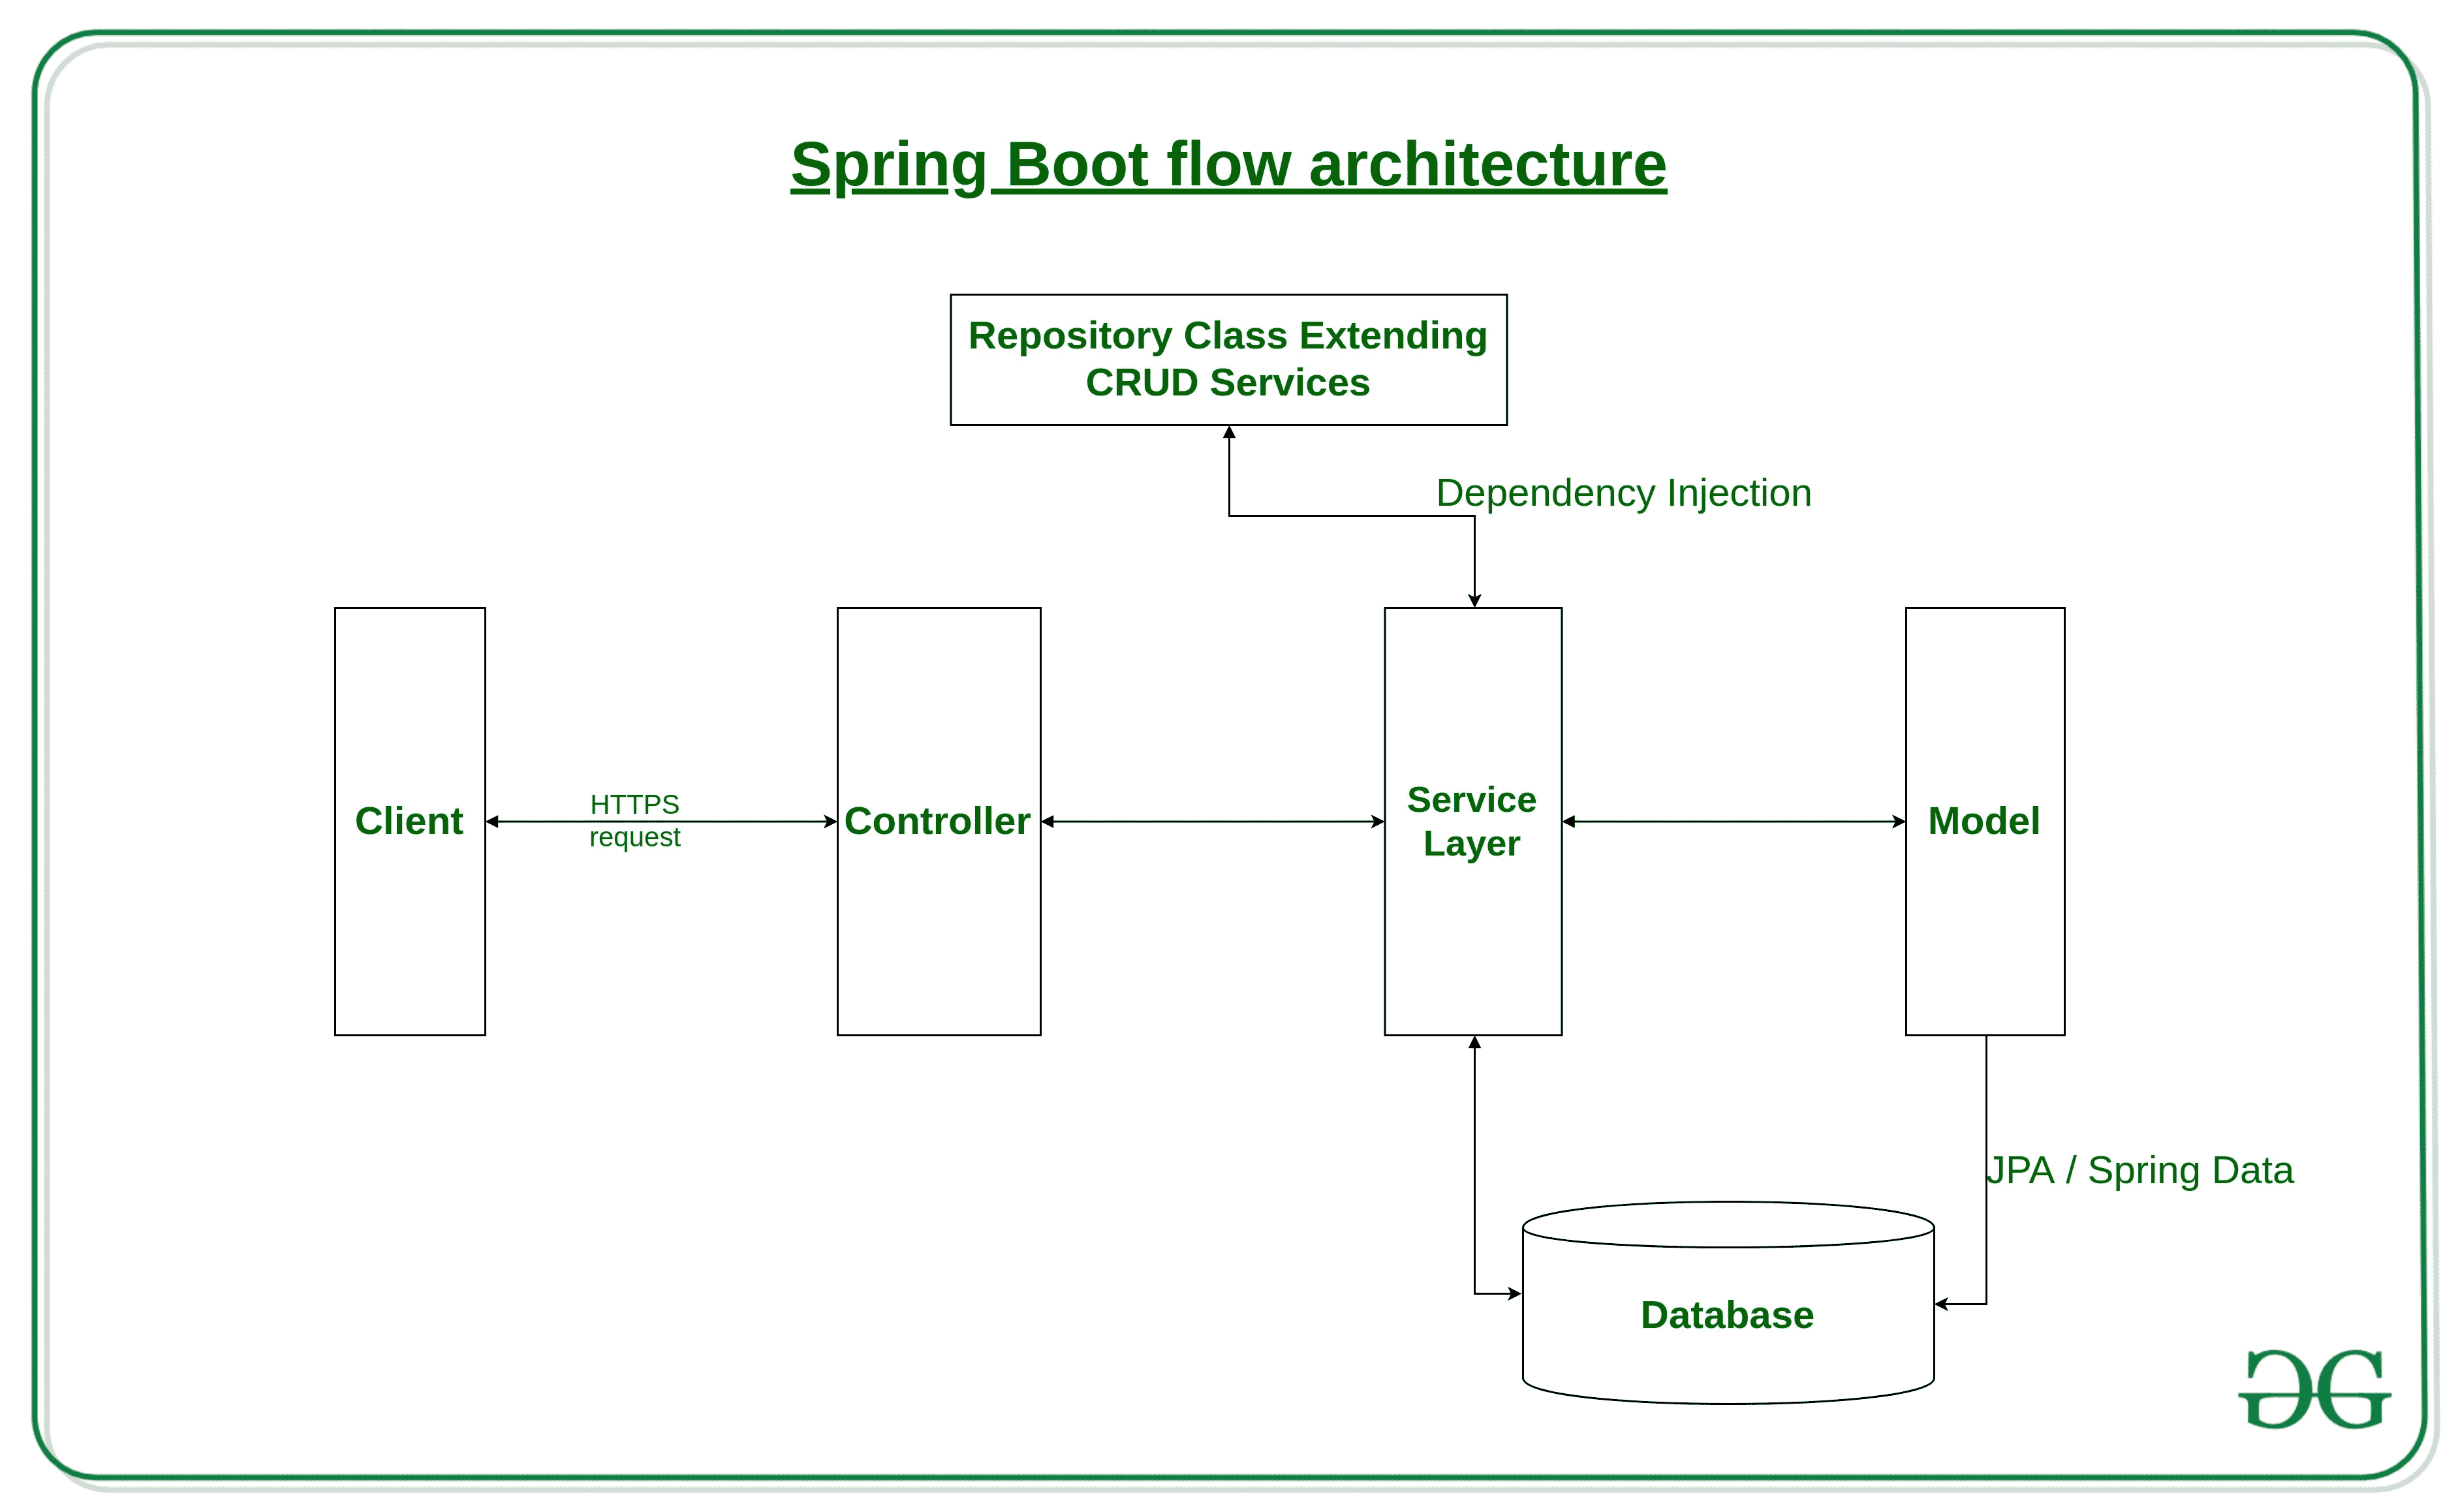 Spring Boot flow architecture
Repository Class Extending
CRUD Services
Dependency Injection
Client
HTTPS
request
Controller
Service
Layer
Model
JPA / Spring Data
Database